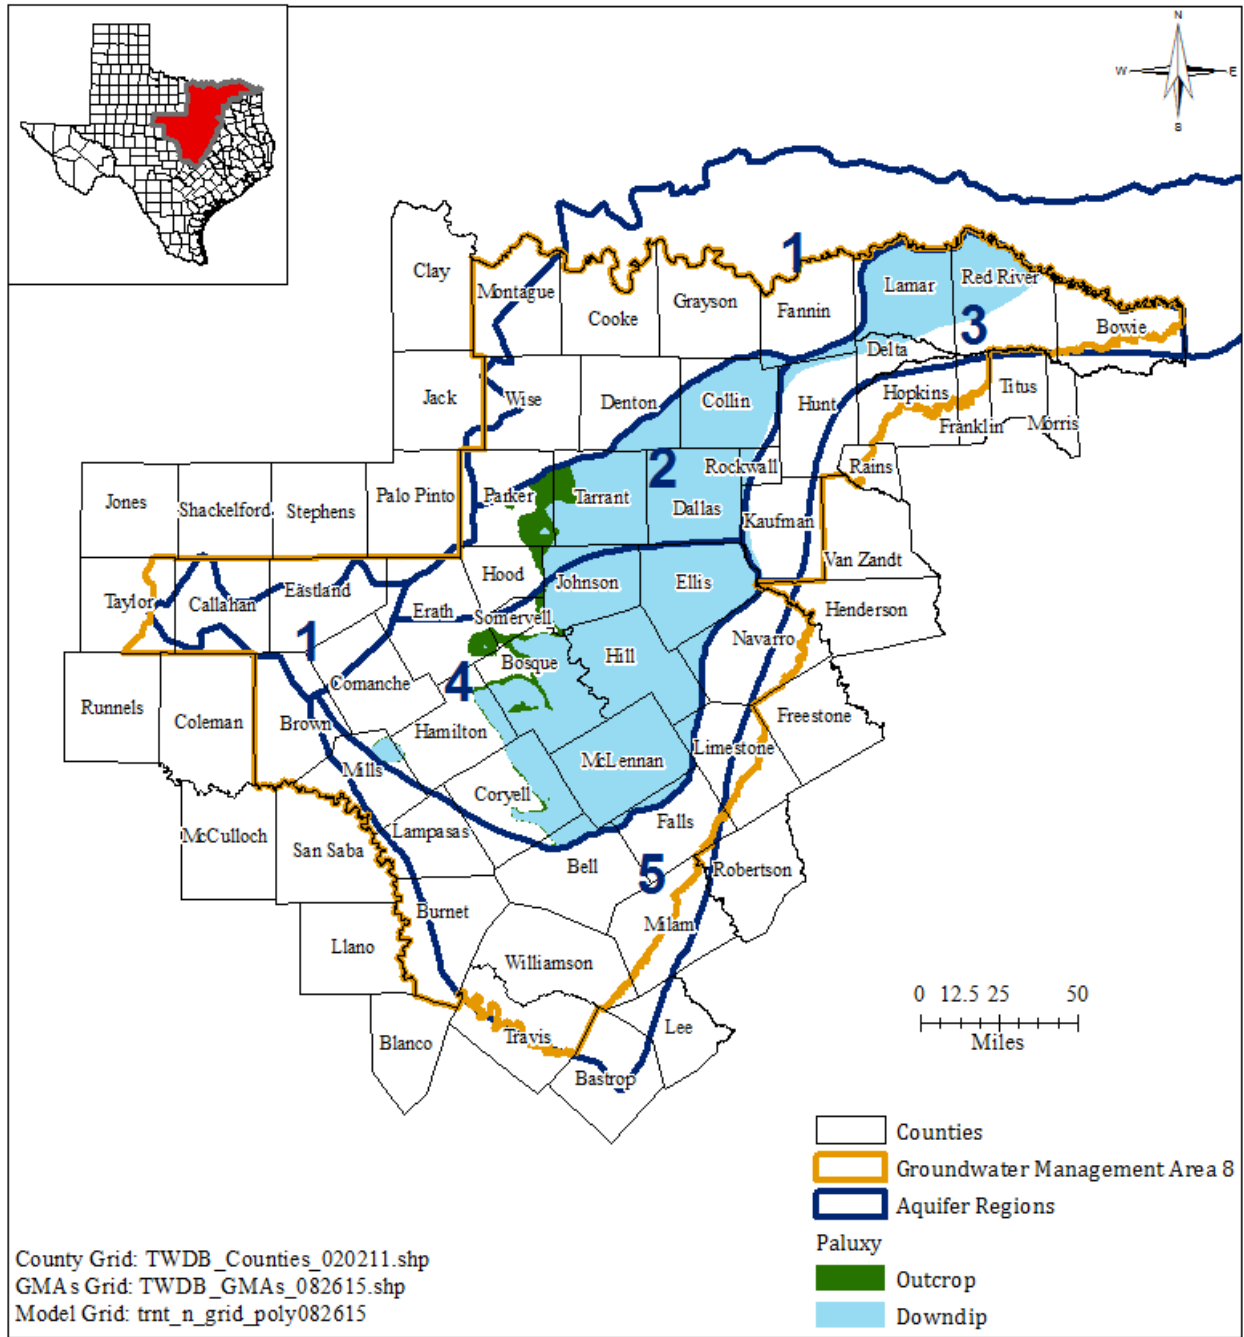 N
W E
S
1
Clay
Montague
Lamar
Red River
Grayson
Fannin
Cooke
3
Bowie
Delta
Jack
Wise
Denton
Collin
Hunt
Hopkins
Titus
Franklin
Morris
2
Rockwall
Rains
Jones
Shackelford
Stephens
Palo Pinto
Parker
Tarrant
Dallas
Kaufman
Van Zandt
Hood
Johnson
Ellis
Taylor
Callahan
Eastland
Erath
Somervell
Henderson
Navarro
1
Hill
Bosque
4
Comanche
Runnels
Coleman
Brown
Hamilton
Freestone
Limestone
McLennan
Mills
Coryell
McCulloch
San Saba
Lampasas
Falls
Bell
5
Robertson
Burnet
Milam
Llano
Williamson
0 12.5 25 50
Miles
Blanco
Travis
Lee
Bastrop
Counties
Groundwater Management Area 8
Aquifer Regions
Paluxy
Outcrop
Downdip
County Grid: TWDB_Counties_020211.shp
GMAs Grid: TWDB_GMAs_082615.shp
Model Grid: trnt_n_grid_poly082615